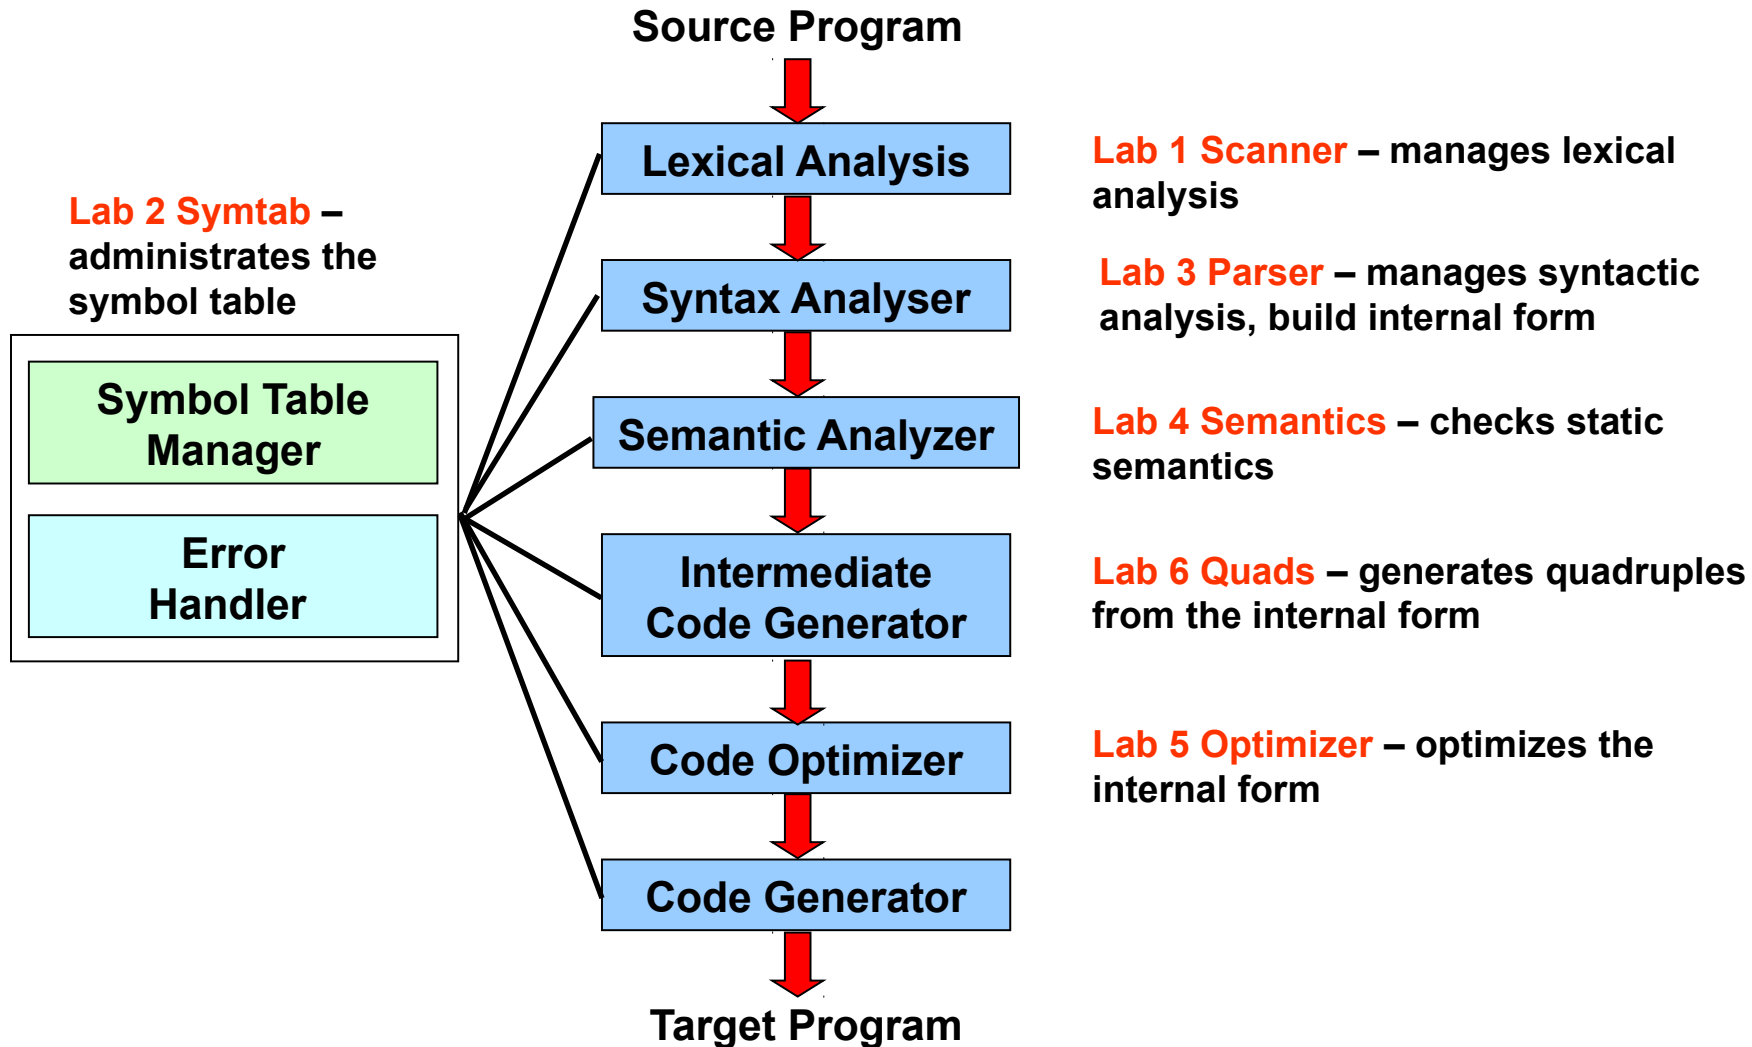 Source Program
Lexical Analysis
Lab 1 Scanner – manages lexical
analysis
Lab 2 Symtab –
administrates the
symbol table
Syntax Analyser
Lab 3 Parser – manages syntactic
analysis, build internal form
Symbol Table
Manager
Semantic Analyzer
Lab 4 Semantics – checks static
semantics
Error
Handler
Intermediate
Code Generator
Lab 6 Quads – generates quadruples
from the internal form
Code Optimizer
Lab 5 Optimizer – optimizes the
internal form
Code Generator
Target Program